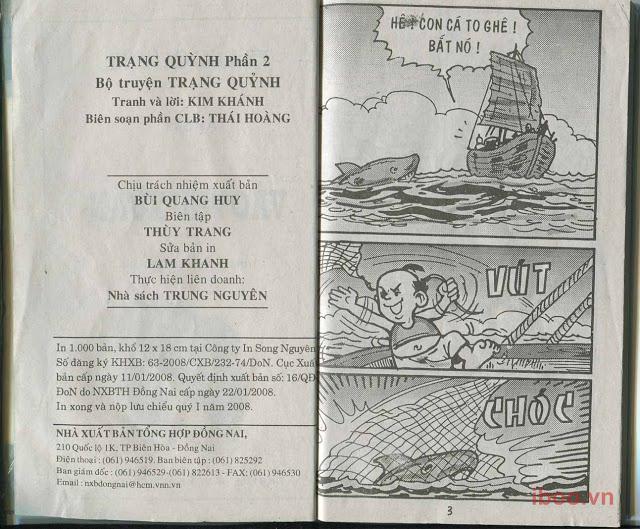 TRẠNG QUỲNH Phần 2
Bộ truyện TRẠNG QUỶNH
Tranh và lời: KIM KHÁNH
Biên soạn phần CLB: THÁI HOÀNG
Chịu trách nhiệm xuất bản
BÙI QUANG HUY
Biên tập
THÙY TRANG
Sửa bản in
LAM KHANH
Thực hiện liên doanh:
Nhà sách TRUNG NGUYÊN
In 1.000 bản, khổ 12 x 18 cm tại Công ty In Song Nguyên
Số đăng ký KHXB: 63-2008/CXB/232-74/DoN. Cục Xuất
bản cấp ngày 11/01/2008. Quyết định xuất bản số: 16/QĐ
ĐoN do NXBTH Đồng Nai cấp ngày 22/01/2008.
In xong và nộp lưu chiểu quý I năm 2008.
NHÀ XUẤT BẢN TỔNG HỢP ĐỒNG NAI,
210 Quốc lộ 1K, TP Biên Hòa - Đồng Nai
Điện thoại : (061) 946519. Ban biên tập : (061) 825292
Ban giám đốc : (061) 946529-(061) 822613 - FAX: (061) 946530
Email : nxbdongnai@hcm.vnn.vn
HÊ ! CON CÁ TO GHÊ !
BẮT NÓ !
VÚT
CHÓC
3
iboo.vn